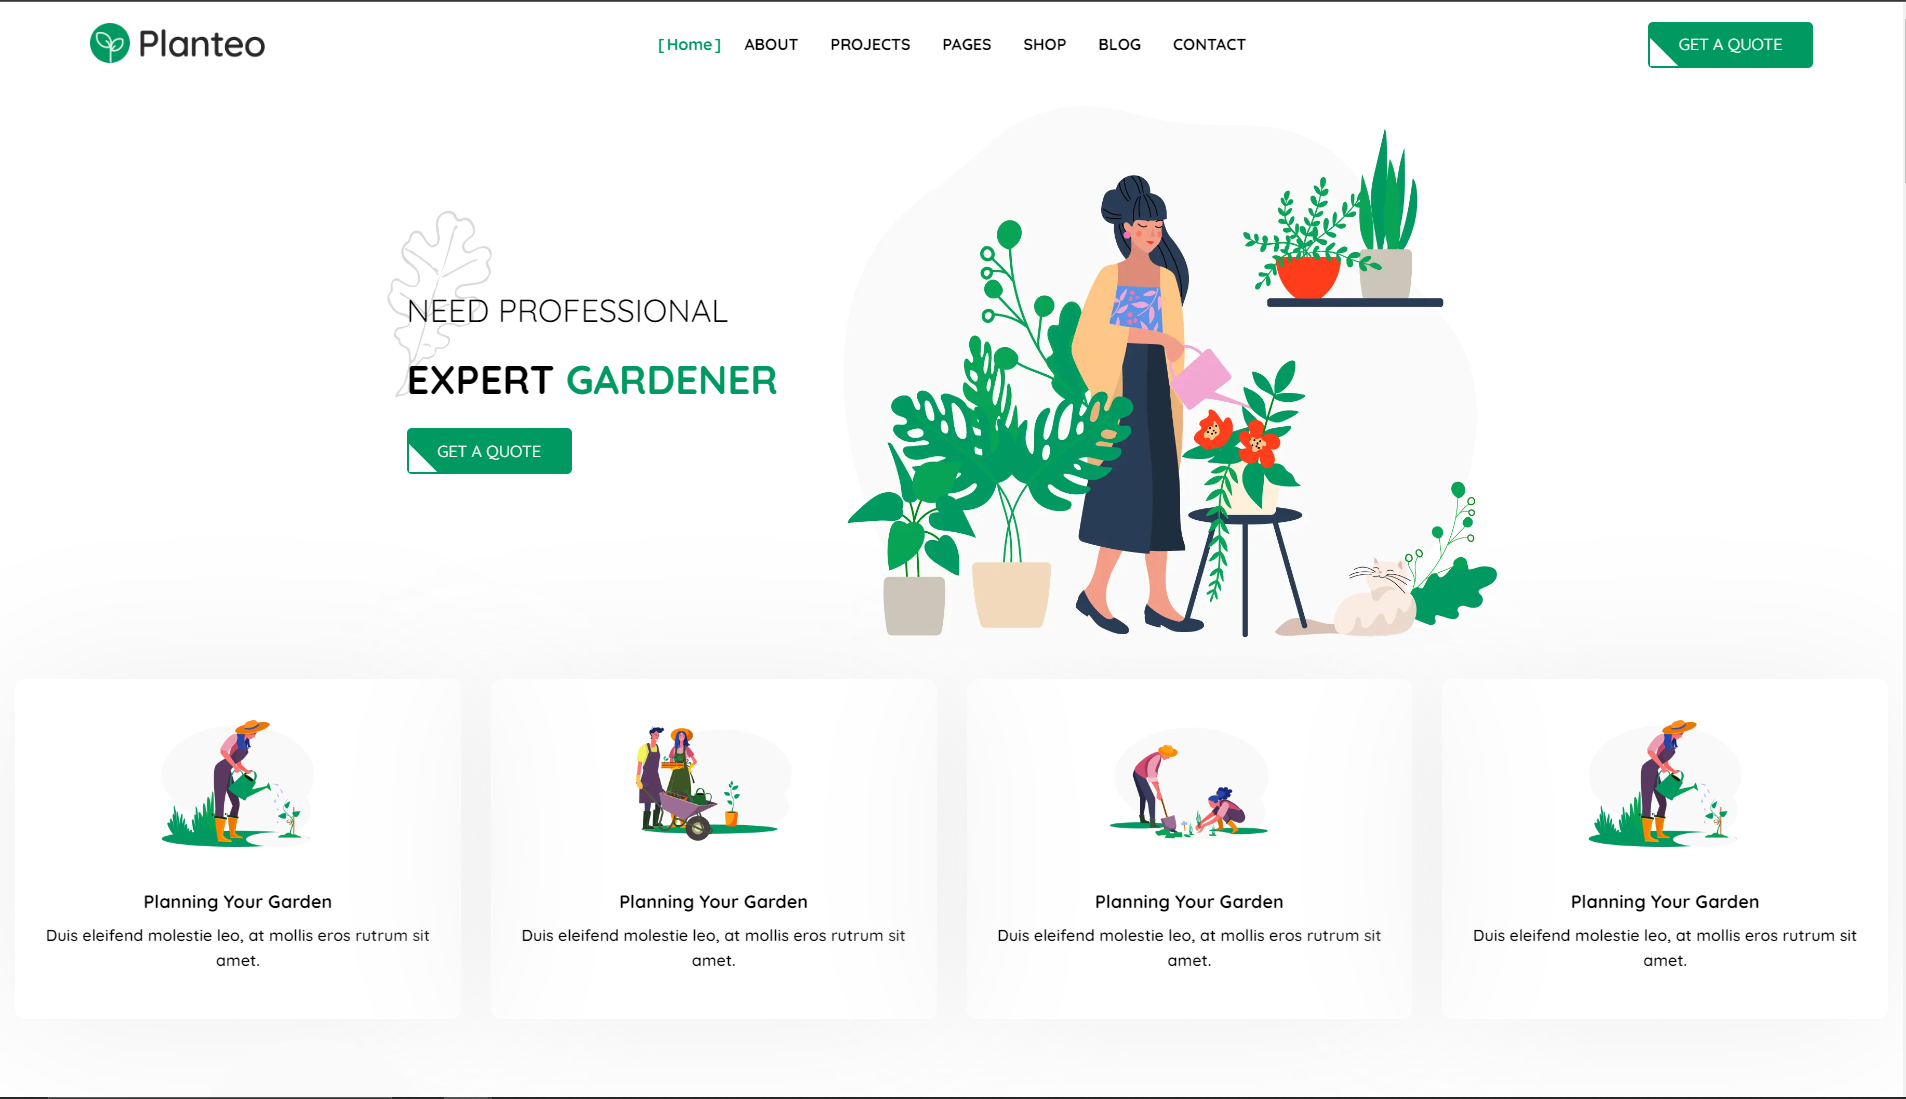 Planteo
[Home] ABOUT PROJECTS PAGES SHOP BLOG CONTACT
GET A QUOTE
NEED PROFESSIONAL
EXPERT GARDENER
GET A QUOTE
Planning Your Garden
Duis eleifend molestie leo, at mollis eros rutrum sit
amet.
Planning Your Garden
Duis eleifend molestie leo, at mollis eros rutrum sit
amet.
Planning Your Garden
Duis eleifend molestie leo, at mollis eros rutrum sit
amet.
Planning Your Garden
Duis eleifend molestie leo, at mollis eros rutrum sit
amet.